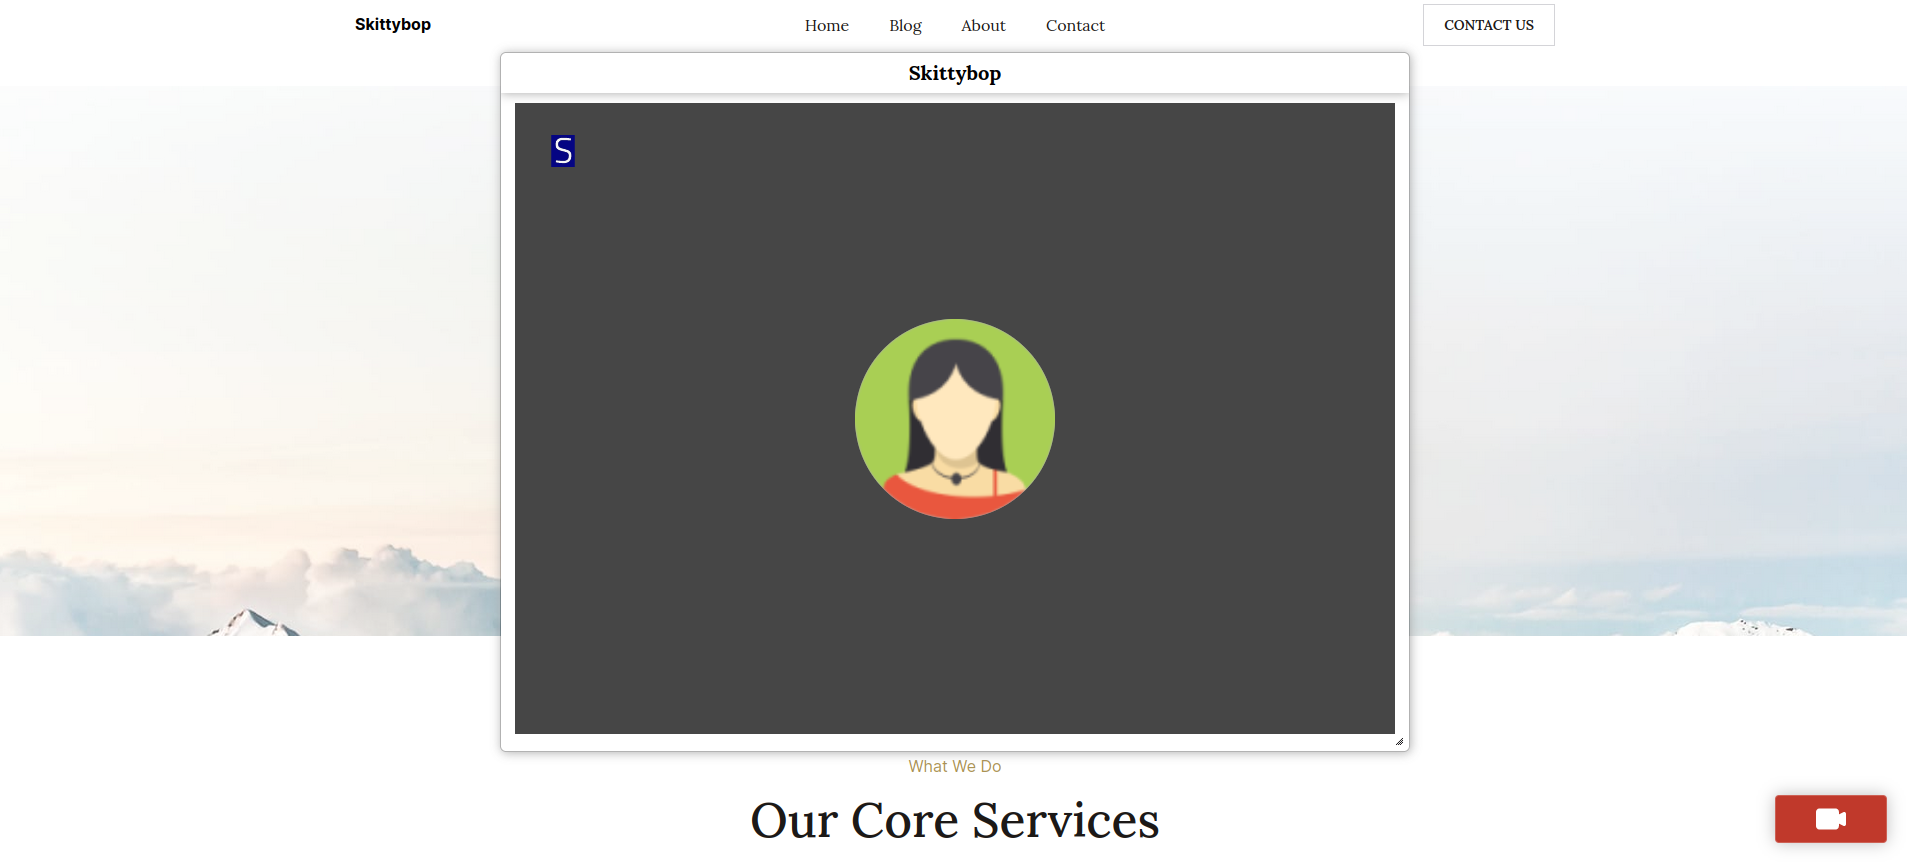 Skittybop
Home Blog About Contact
CONTACT US
Skittybop
S
What We Do
Our Core Services